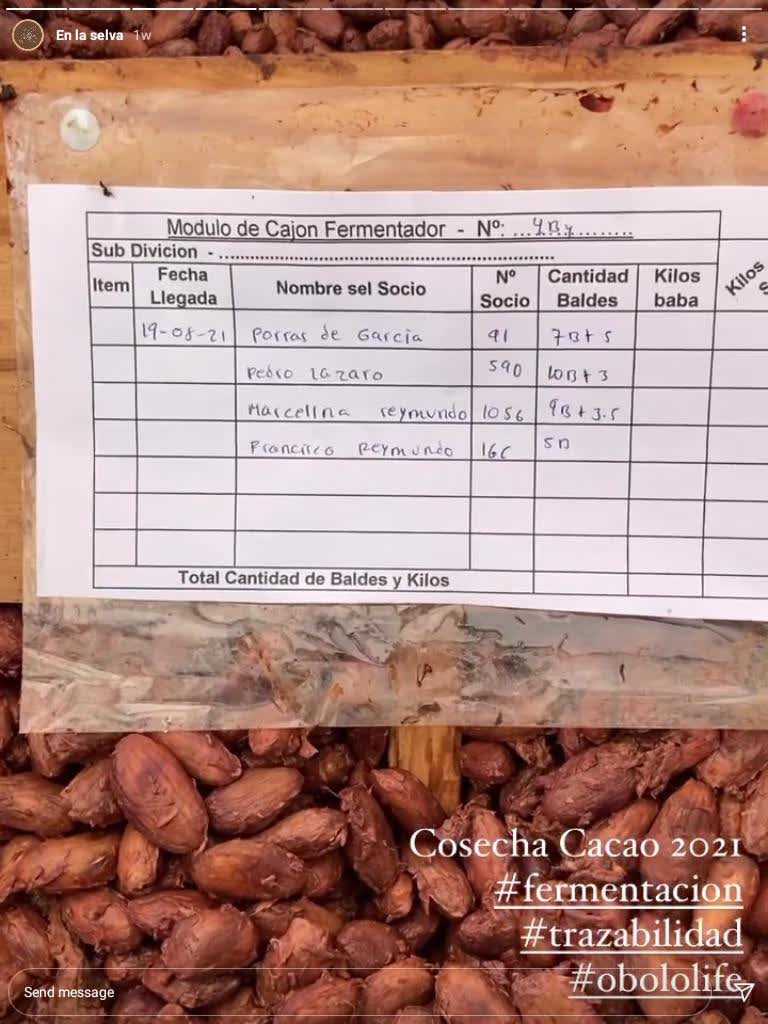 En la selva 1w
Modulo de Cajon Fermentador - Nº: ...4By........
Sub Divicion - ........................................................................
Item Fecha Llegada Nombre sel Socio Nº Socio Cantidad Baldes Kilos baba Kilos
19-08-21 Porras de Garcia 91 7B+5
Pedro Lazaro 590 10B+3
Marcelina reymundo 1056 9B+3.5
Francisco Reymundo 5B
Total Cantidad de Baldes y Kilos
Cosecha Cacao 2021
#fermentacion
#trazabilidad
#obololife
Send message